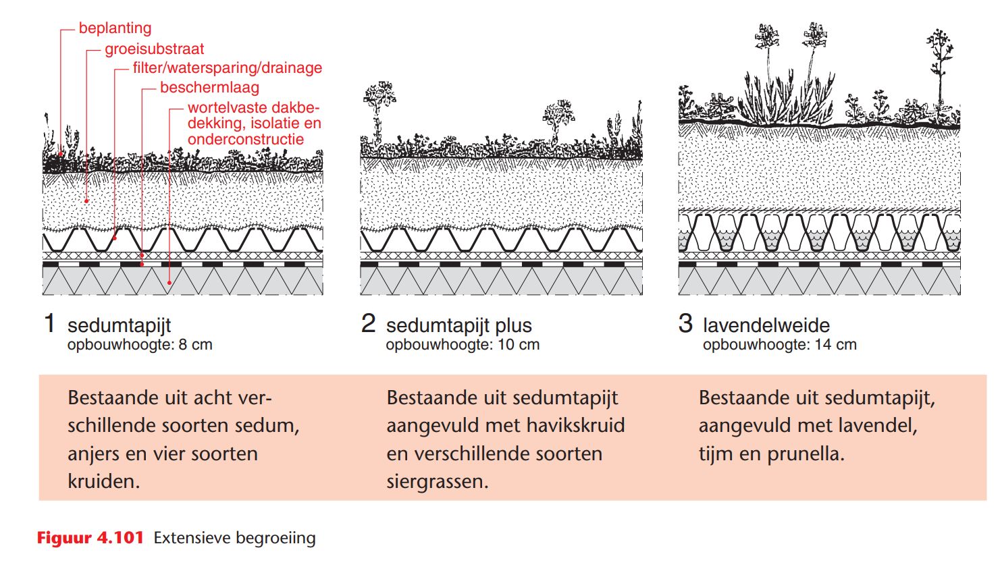 beplanting
groeisubstraat
filter/watersparing/drainage
beschermlaag
wortelvaste dakbe-
dekking, isolatie en
onderconstructie
1 sedumtapijt
opbouwhoogte: 8 cm
2 sedumtapijt plus
opbouwhoogte: 10 cm
3 lavendelweide
opbouwhoogte: 14 cm
Bestaande uit acht ver-
schillende soorten sedum,
anjers en vier soorten
kruiden.
Bestaande uit sedumtapijt
aangevuld met havikskruid
en verschillende soorten
siergrassen.
Bestaande uit sedumtapijt,
aangevuld met lavendel,
tijm en prunella.
Figuur 4.101 Extensieve begroeiing